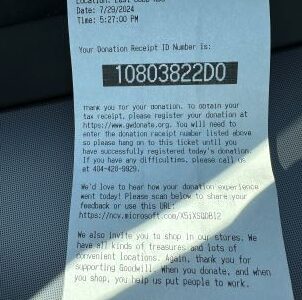 Date: 7/29/2024
Time: 5:27:00 PM
Your Donation Receipt ID Number is:
10803822D0
Thank you for your donation. To obtain your
tax receipt, please register your donation at
https://www.gwdonate.org. You will need to
enter the donation receipt number listed above
so please hang on to this ticket until you
have successfully registered today's donation.
If you have any difficulties, please call us
at 404-420-9929.
We'd love to hear how your donation experience
went today! Please scan below to share your
feedback or use this URL:
https://ncv.microsoft.com/
We also invite you to shop in our stores. We
have all kinds of treasures and lots of
convenient locations. Again, thank you for
supporting Goodwill. When you donate, and when
you shop, you help us put people to work.